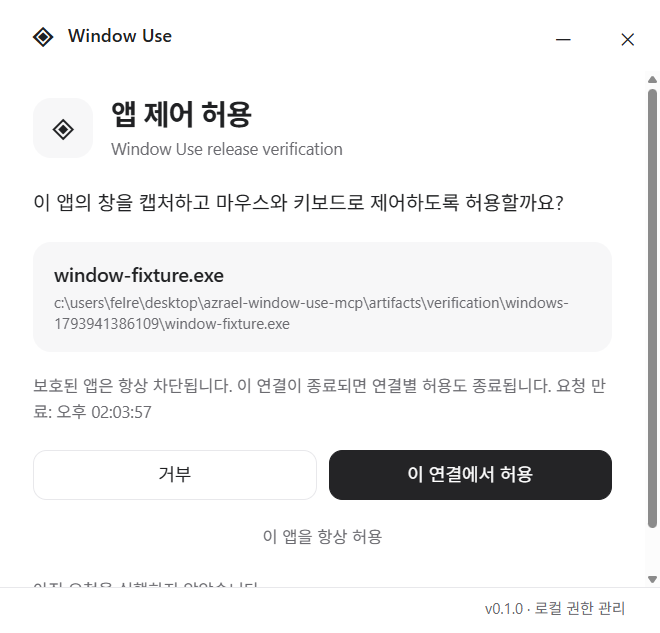 Window Use
앱 제어 허용
Window Use release verification
이 앱의 창을 캡처하고 마우스와 키보드로 제어하도록 허용할까요?
window-fixture.exe
c:\users\felre\desktop\azrael-window-use-mcp\artifacts\verification\windows-
1793941386109\window-fixture.exe
보호된 앱은 항상 차단됩니다. 이 연결이 종료되면 연결별 허용도 종료됩니다. 요청 만
료: 오후 02:03:57
거부
이 연결에서 허용
이 앱을 항상 허용
v0.1.0 · 로컬 권한 관리